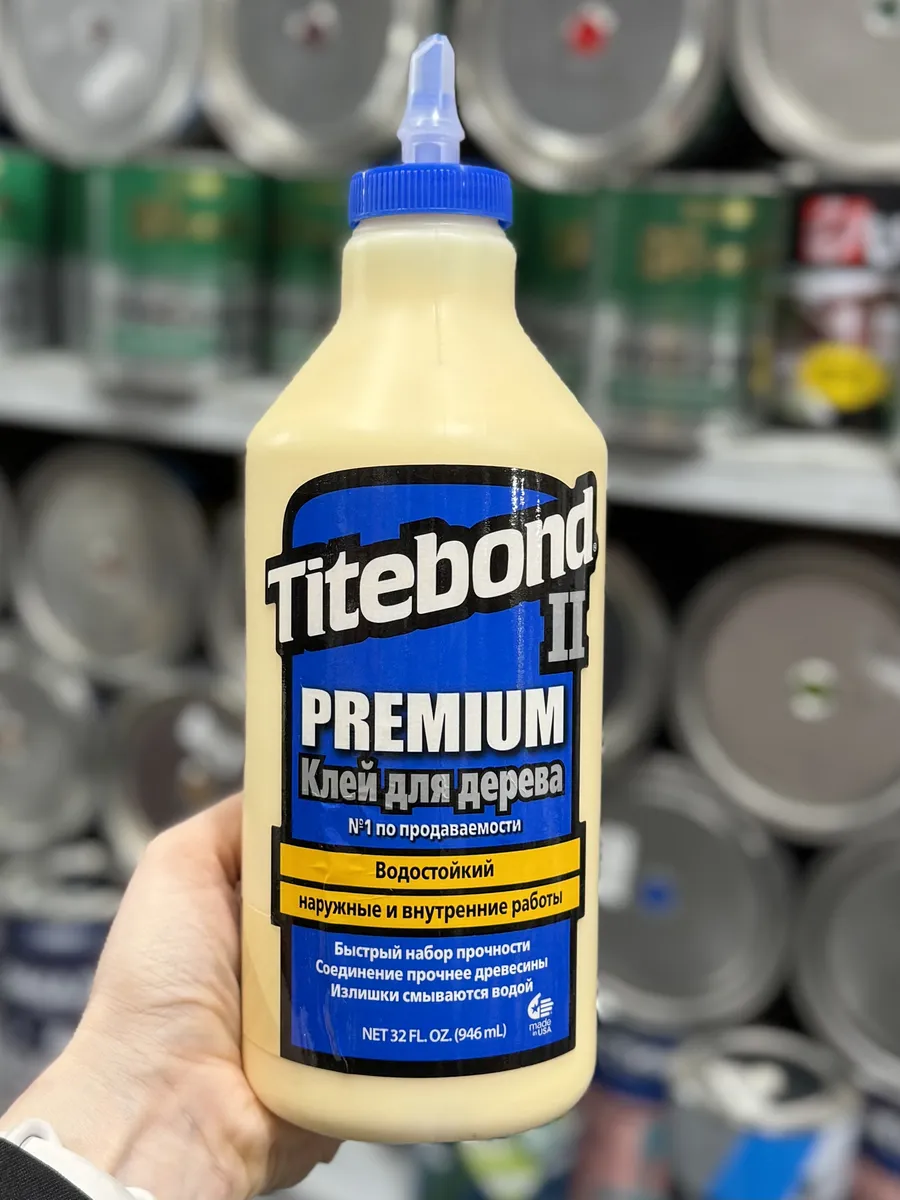 Titebond®
II
PREMIUM
Клей для дерева
№1 по продаваемости
Водостойкий
наружные и внутренние работы
Быстрый набор прочности
Соединение прочнее древесины
Излишки смываются водой
made
in USA
NET 32 FL. OZ. (946 mL)